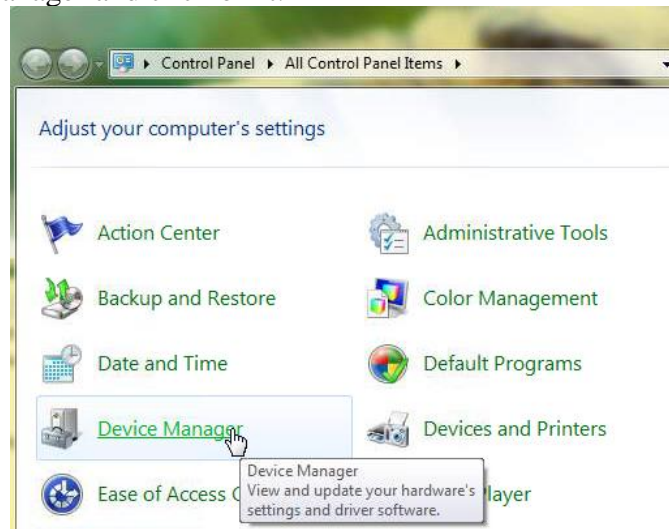 Control Panel ▸ All Control Panel Items ▸
Adjust your computer's settings
Action Center
Administrative Tools
Backup and Restore
Color Management
Date and Time
Default Programs
Device Manager
Devices and Printers
Ease of Access
Device Manager
View and update your hardware's
settings and driver software.
layer